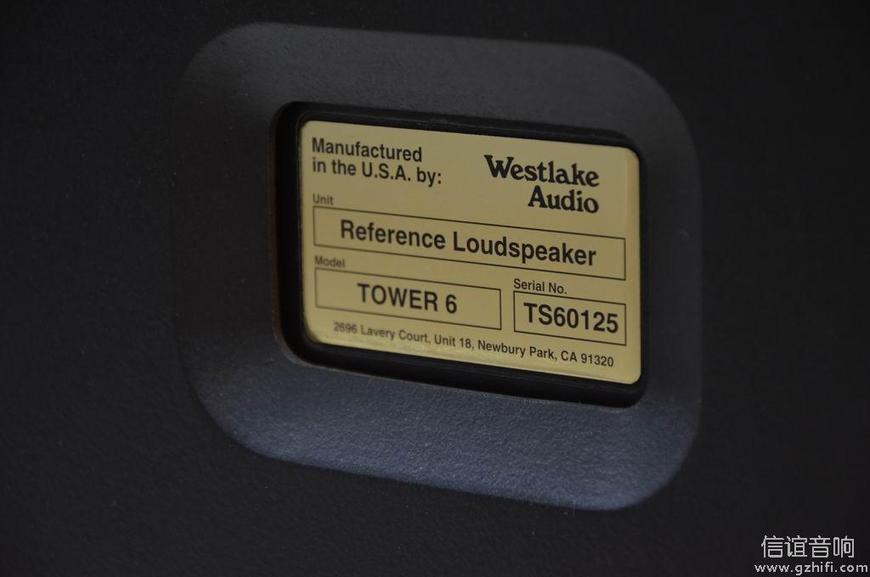 Manufactured
in the U.S.A. by:
Westlake
Audio
Unit
Reference Loudspeaker
Model
TOWER 6
Serial No.
TS60125
2696 Lavery Court, Unit 18, Newbury Park, CA 91320
信谊音响
www.gzhifi.com